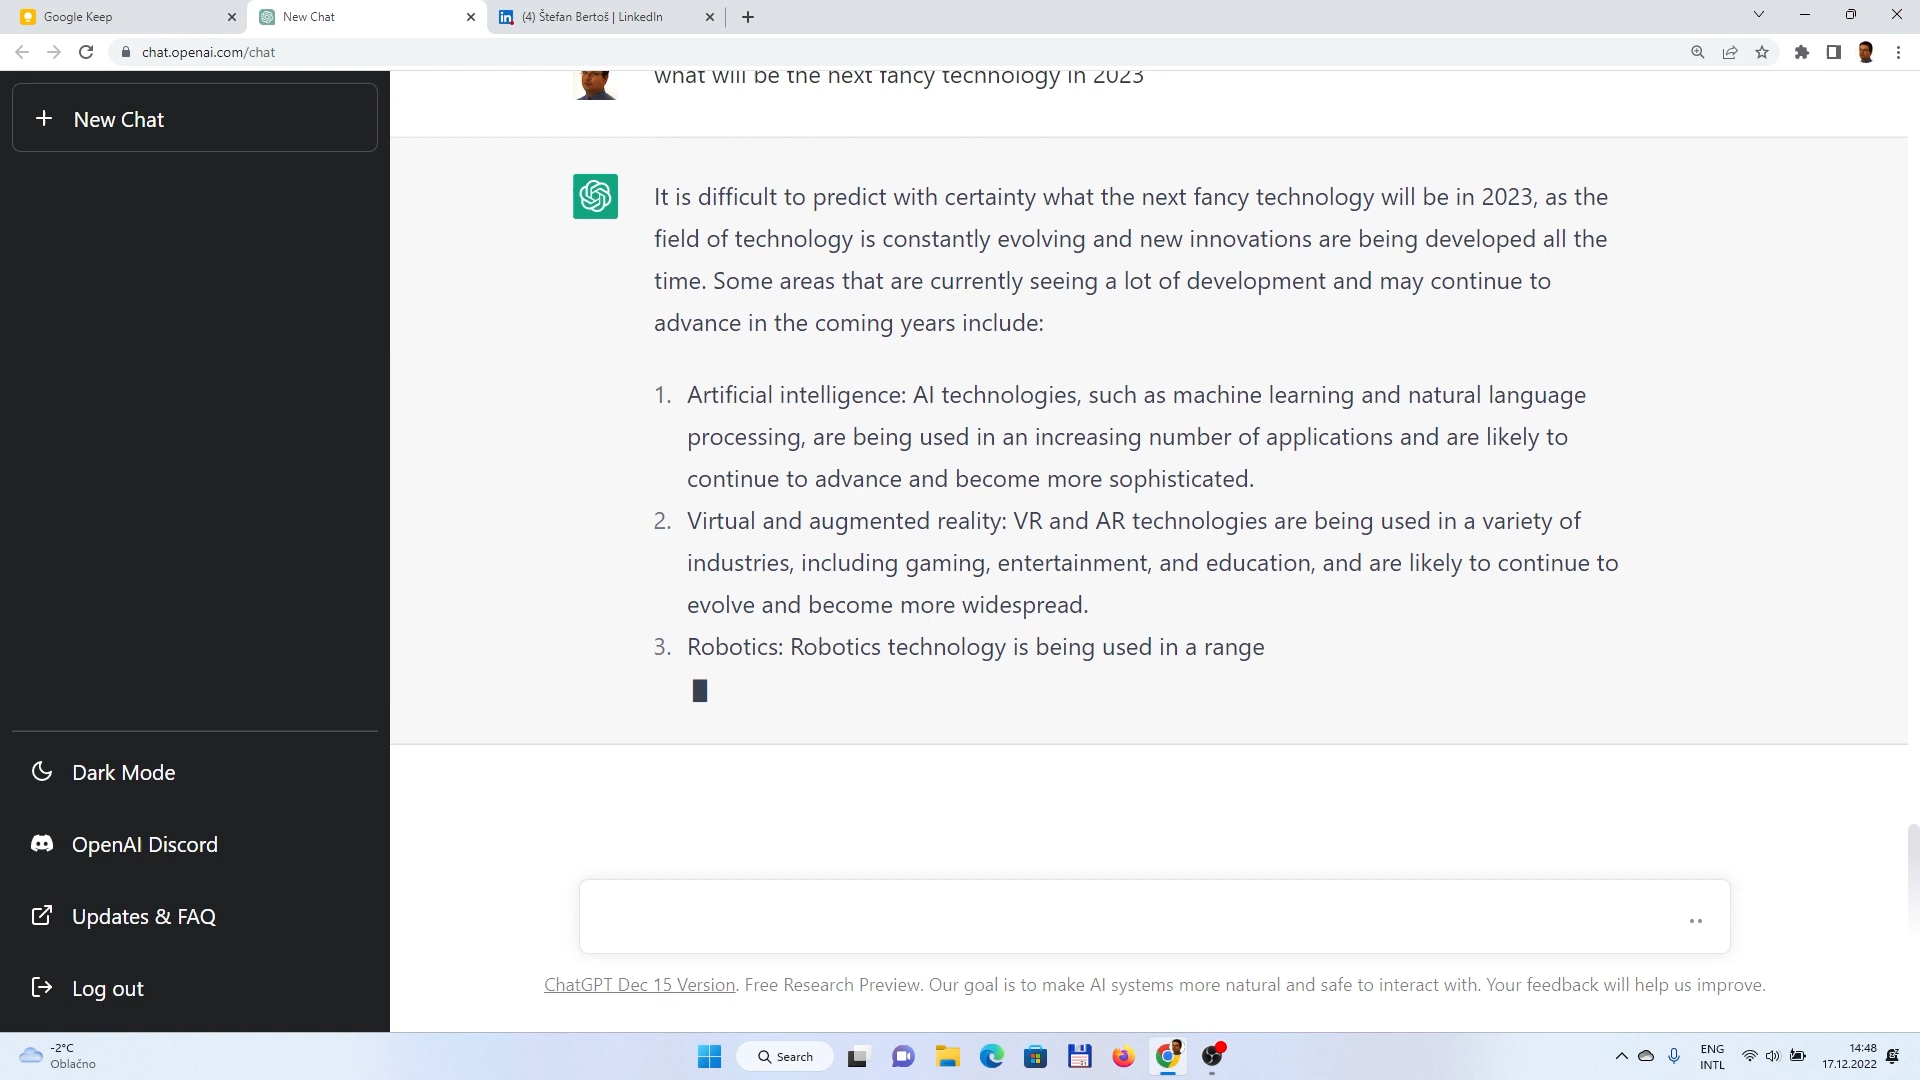 Google Keep
New Chat
(4) Štefan Bertoš | LinkedIn
chat.openai.com/chat
New Chat
what will be the next fancy technology in 2023
It is difficult to predict with certainty what the next fancy technology will be in 2023, as the
field of technology is constantly evolving and new innovations are being developed all the
time. Some areas that are currently seeing a lot of development and may continue to
advance in the coming years include:
1. Artificial intelligence: AI technologies, such as machine learning and natural language
processing, are being used in an increasing number of applications and are likely to
continue to advance and become more sophisticated.
2. Virtual and augmented reality: VR and AR technologies are being used in a variety of
industries, including gaming, entertainment, and education, and are likely to continue to
evolve and become more widespread.
3. Robotics: Robotics technology is being used in a range
Dark Mode
OpenAI Discord
Updates & FAQ
Log out
ChatGPT Dec 15 Version. Free Research Preview. Our goal is to make AI systems more natural and safe to interact with. Your feedback will help us improve.
-2°C
Oblačno
Search
ENG
INTL
14:48
17.12.2022